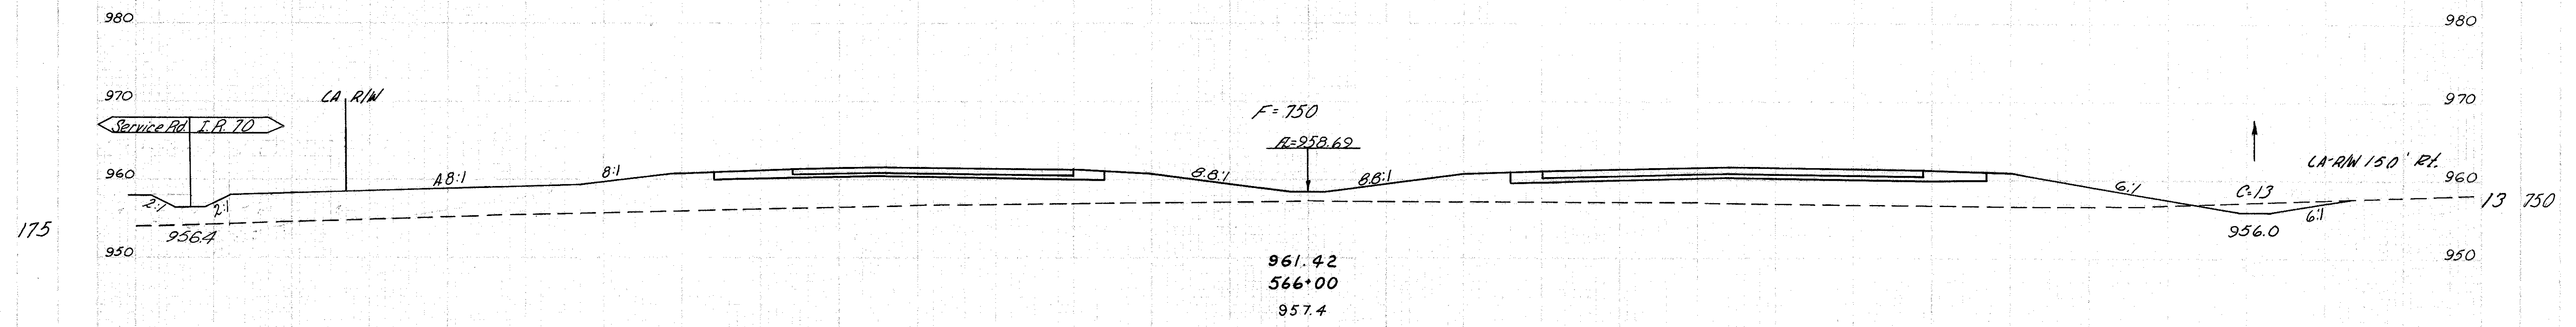 980 980
970 LA R/W 970
Service Rd. I.R. 70
F = 750
FL=958.69
LA-R/W 150' Rt.
960 A8:1 8:1 8.8:1 8.8:1 6:1 C=13 960
2:1 2:1 6:1 13 750
175 956.4 956.0
950 950
961.42
566+00
957.4